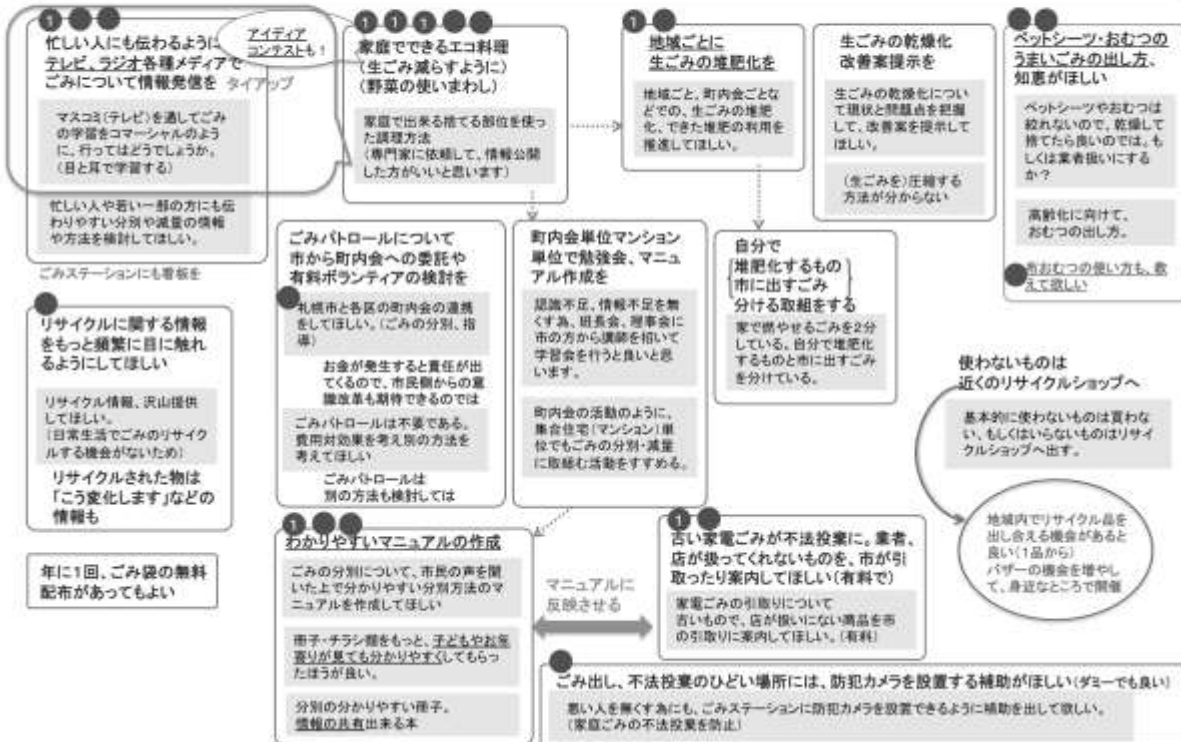 1
忙しい人にも伝わるように
テレビ、ラジオ各種メディアで
ごみについて情報発信を
タイアップ
マスコミ(テレビ)を通してごみ
の学習をコマーシャルのよう
に、行ってはどうでしょうか。
(目と耳で学習する)
忙しい人や若い一部の方にも伝
わりやすい分別や減量の情報
や方法を検討してほしい。
ごみステーションにも看板を
アイディア
コンテストも!
1 1 1
家庭でできるエコ料理
(生ごみ減らすように)
(野菜の使いまわし)
家庭で出来る捨てる部位を使っ
た調理方法
(専門家に依頼して、情報公開
した方がいいと思います)
1
地域ごとに
生ごみの堆肥化を
地域ごと、町内会ごとな
どでの、生ごみの堆肥
化、できた堆肥の利用を
推進してほしい。
生ごみの乾燥化
改善案提示を
生ごみの乾燥化につい
て現状と問題点を把握
して、改善案を提示して
ほしい。
(生ごみを)圧縮する
方法が分からない
ペットシーツ・おむつの
うまいごみの出し方、
知恵がほしい
ペットシーツやおむつは
絞れないので、乾燥して
捨てたら良いのでは。も
しくは業者扱いにする
か?
高齢化に向けて、
おむつの出し方。
布おむつの使い方も、教
えて欲しい
リサイクルに関する情報
をもっと頻繁に目に触れ
るようにしてほしい
リサイクル情報、沢山提供
してほしい。
(日常生活でごみのリサイク
ルする機会がないため)
リサイクルされた物は
「こう変化します」などの
情報も
年に1回、ごみ袋の無料
配布があってもよい
ごみパトロールについて
市から町内会への委託や
有料ボランティアの検討を
札幌市と各区の町内会の連携
をしてほしい。(ごみの分別、指
導)
お金が発生すると責任が出
てくるので、市民側からの意
識改革も期待できるのでは
ごみパトロールは不要である。
費用対効果を考え別の方法を
考えてほしい
ごみパトロールは
別の方法も検討しては
町内会単位マンション
単位で勉強会、マニュ
アル作成を
認識不足、情報不足を無
くす為、班長会、理事会に
市の方から講師を招いて
学習会を行うと良いと思
います。
町内会の活動のように、
集合住宅(マンション)単
位でもごみの分別・減量
に取組む活動をすすめる。
自分で
堆肥化するもの
市に出すごみ
分ける取組をする
家で燃やせるごみを2分
している。自分で堆肥化
するものと市に出すごみ
を分けている。
使わないものは
近くのリサイクルショップへ
基本的に使わないものは買わな
い、もしくはいらないものはリサイ
クルショップへ出す。
地域内でリサイクル品を
出し合える機会があると
良い(1品から)
バザーの機会を増やし
て、身近なところで開催
1
わかりやすいマニュアルの作成
ごみの分別について、市民の声を聞
いた上で分かりやすい分別方法のマ
ニュアルを作成してほしい
冊子・チラシ類をもっと、子どもやお年
寄りが見ても分かりやすくしてもらっ
たほうが良い。
分別の分かりやすい冊子。
情報の共有出来る本
マニュアルに
反映させる
1
古い家電ごみが不法投棄に。業者、
店が扱ってくれないものを、市が引
取ったり案内してほしい(有料で)
家電ごみの引取りについて
古いもので、店が扱いにない商品を市
の引取りに案内してほしい。(有料)
ごみ出し、不法投棄のひどい場所には、防犯カメラを設置する補助がほしい(ダミーでも良い)
悪い人を無くす為にも、ごみステーションに防犯カメラを設置できるように補助を出して欲しい。
(家庭ごみの不法投棄を防止)